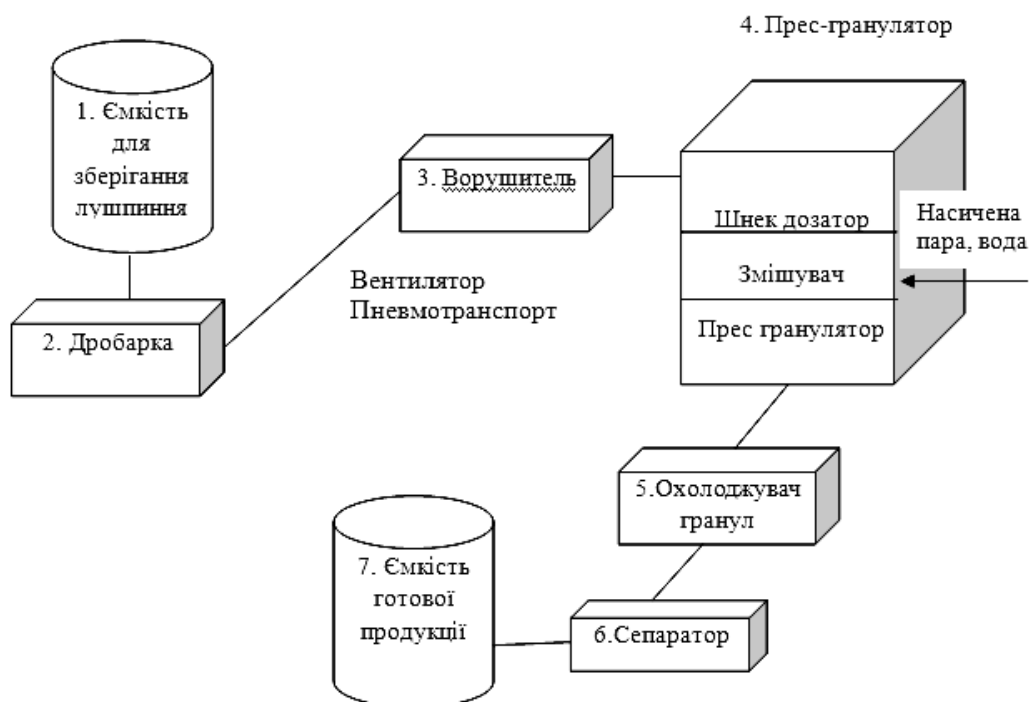 4. Прес-гранулятор
1. Ємкість
для
зберігання
лушпиння
2. Дробарка
3. Ворушитель
Вентилятор
Пневмотранспорт
Шнек дозатор
Змішувач
Прес гранулятор
Насичена
пара, вода
5.Охолоджувач
гранул
6.Сепаратор
7. Ємкість
готової
продукції